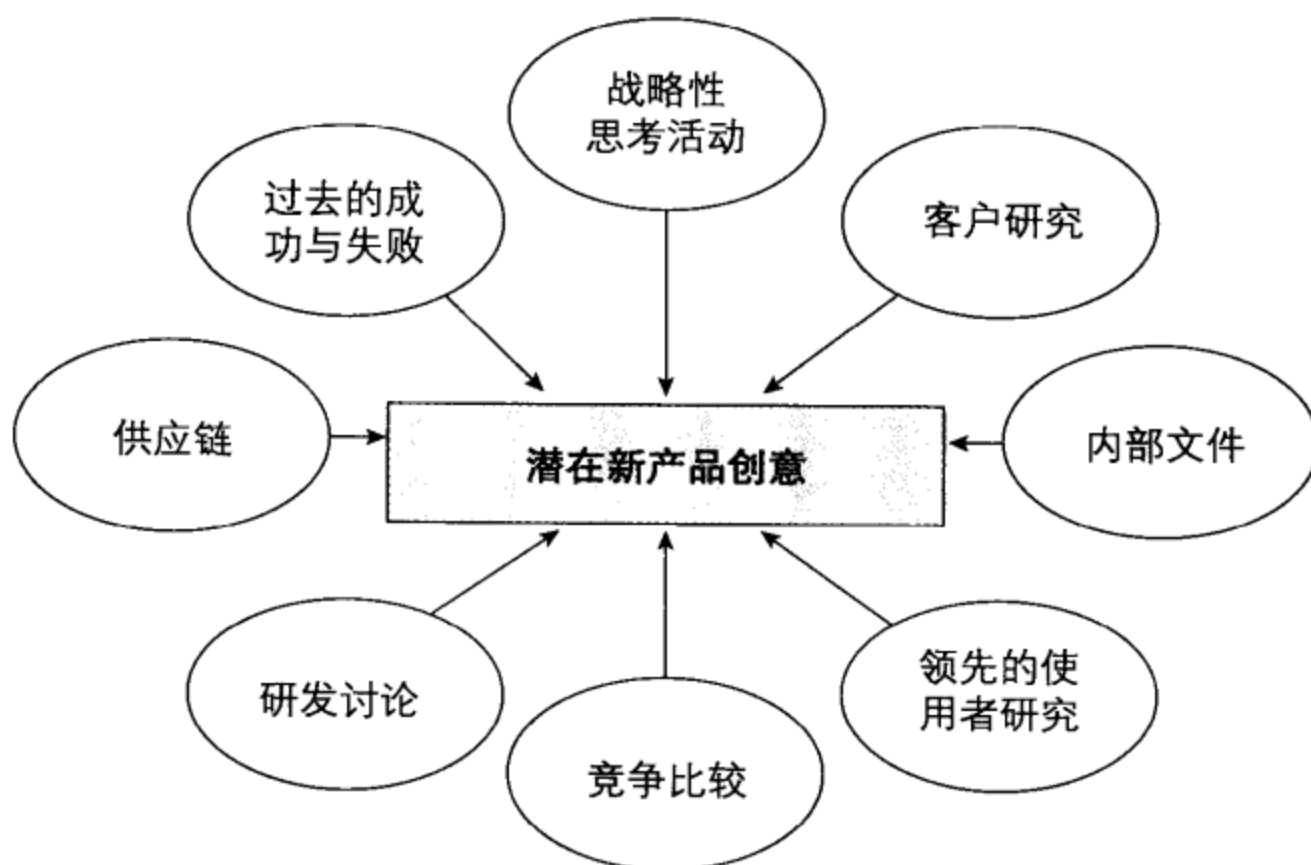 战略性
思考活动
过去的成
功与失败
客户研究
供应链
潜在新产品创意
内部文件
研发讨论
领先的使
用者研究
竞争比较